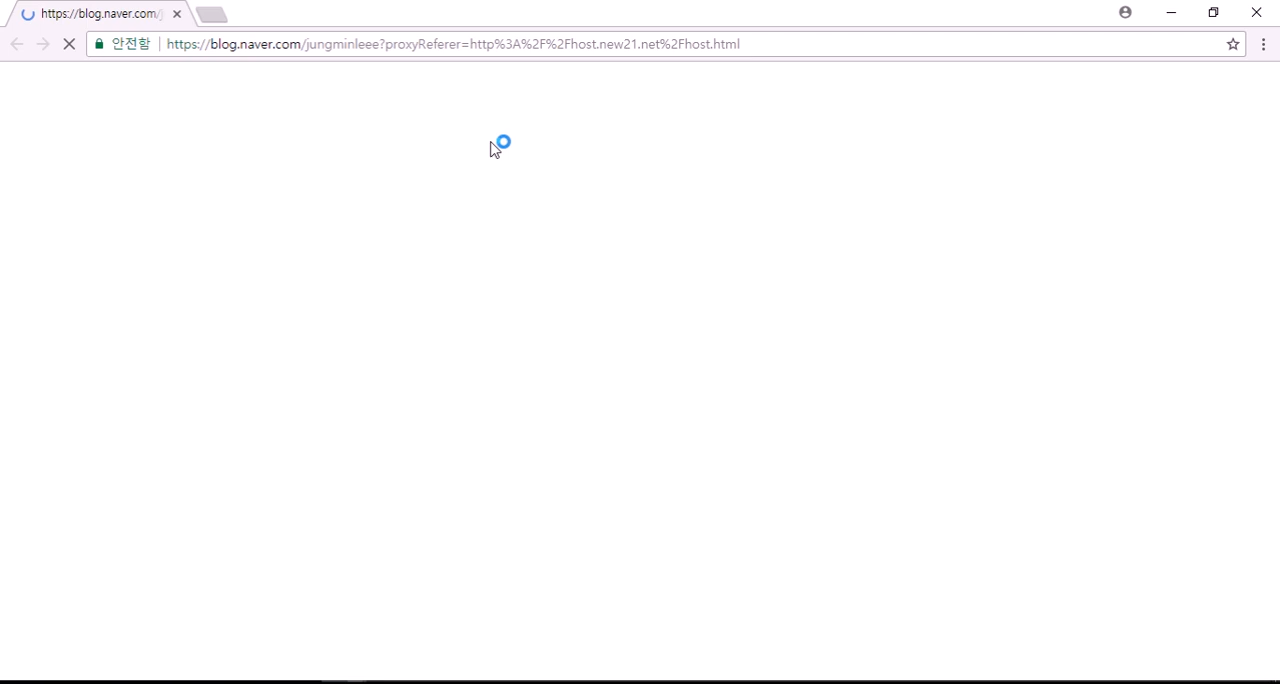 https://blog.naver.com/j
안전함 https://blog.naver.com/jungminleee?proxyReferer=http%3A%2F%2Fhost.new21.net%2Fhost.html